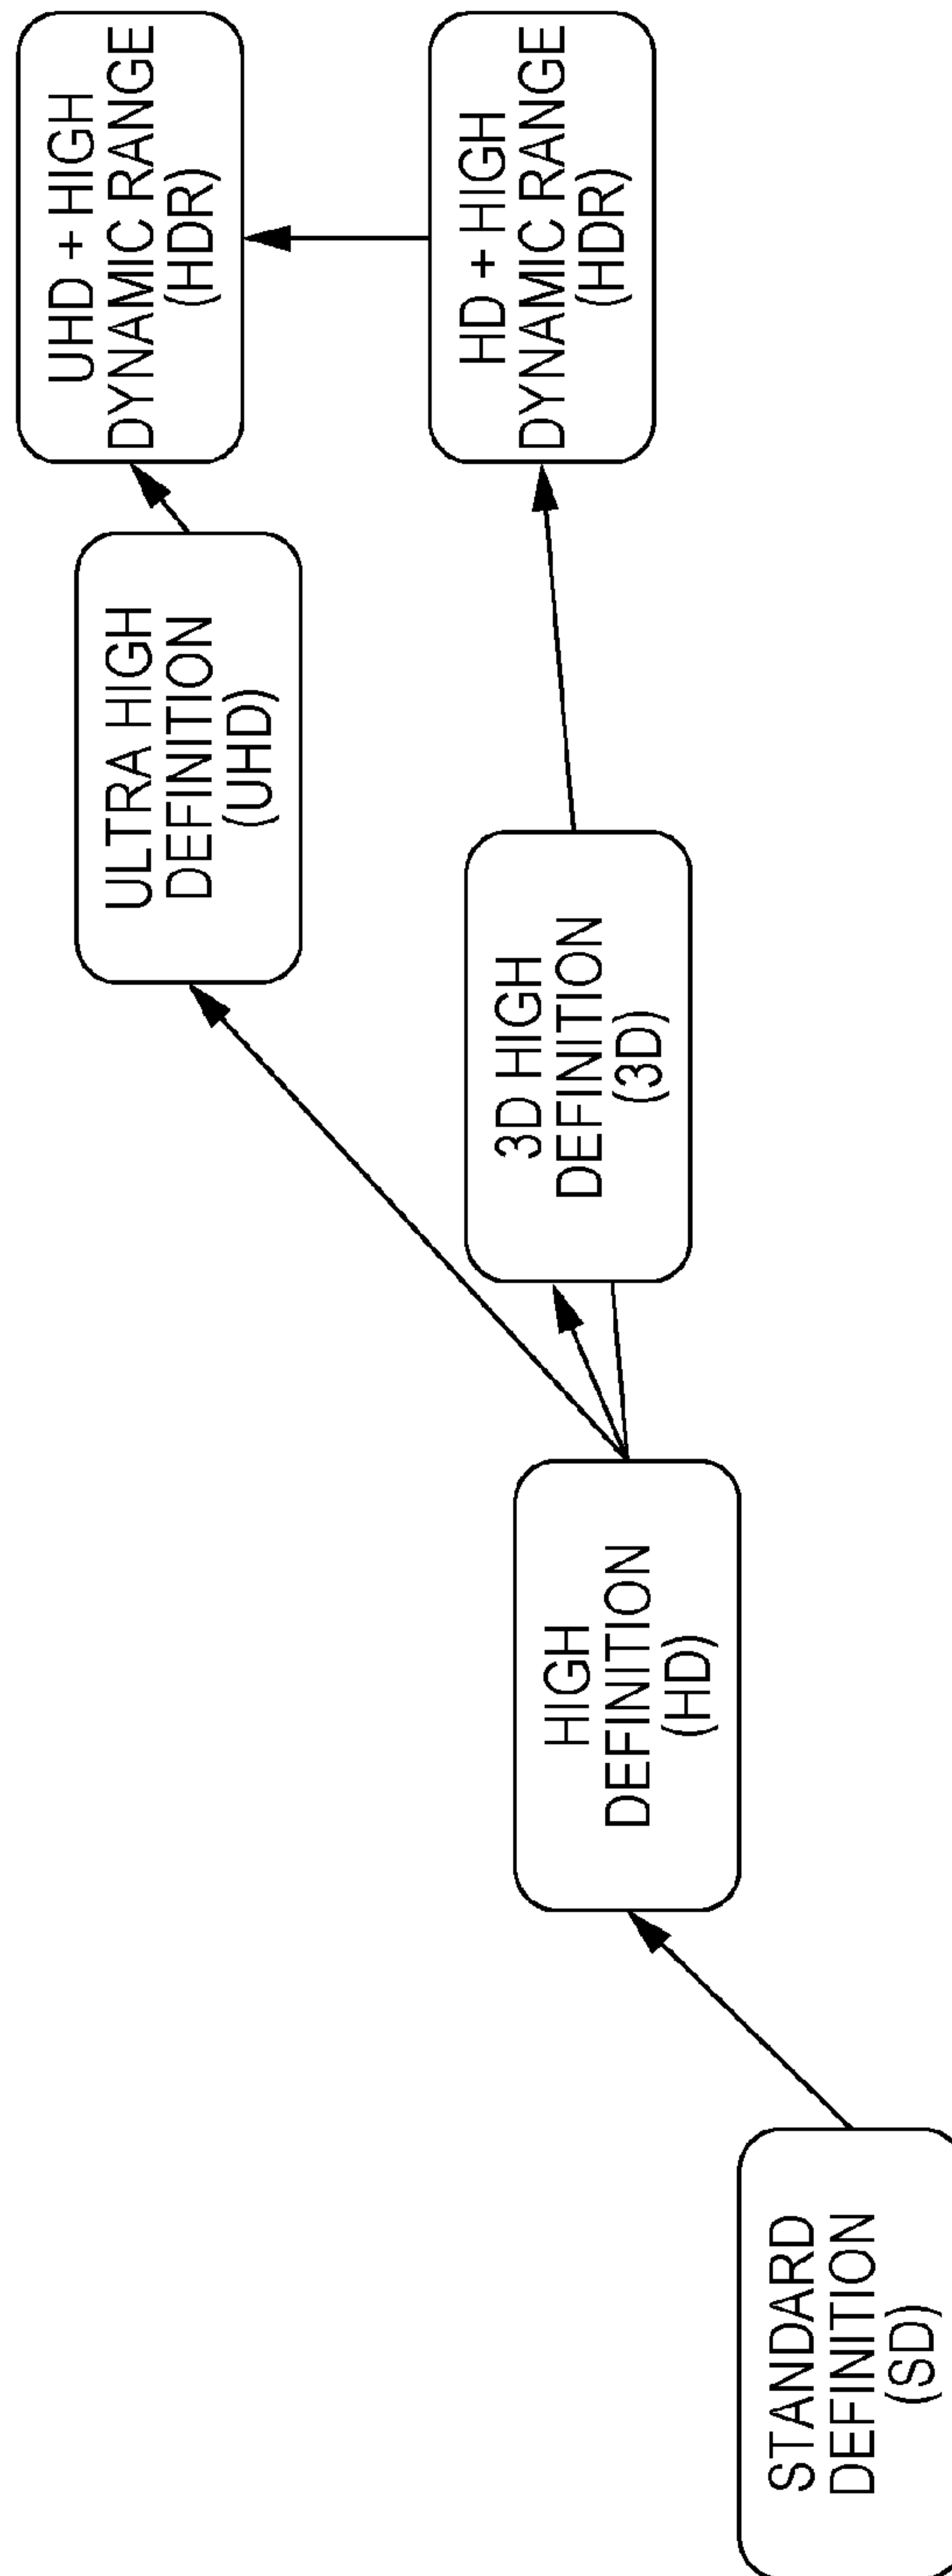 STANDARD
DEFINITION
(SD)
HIGH
DEFINITION
(HD)
3D HIGH
DEFINITION
(3D)
ULTRA HIGH
DEFINITION
(UHD)
UHD + HIGH
DYNAMIC RANGE
(HDR)
HD + HIGH
DYNAMIC RANGE
(HDR)